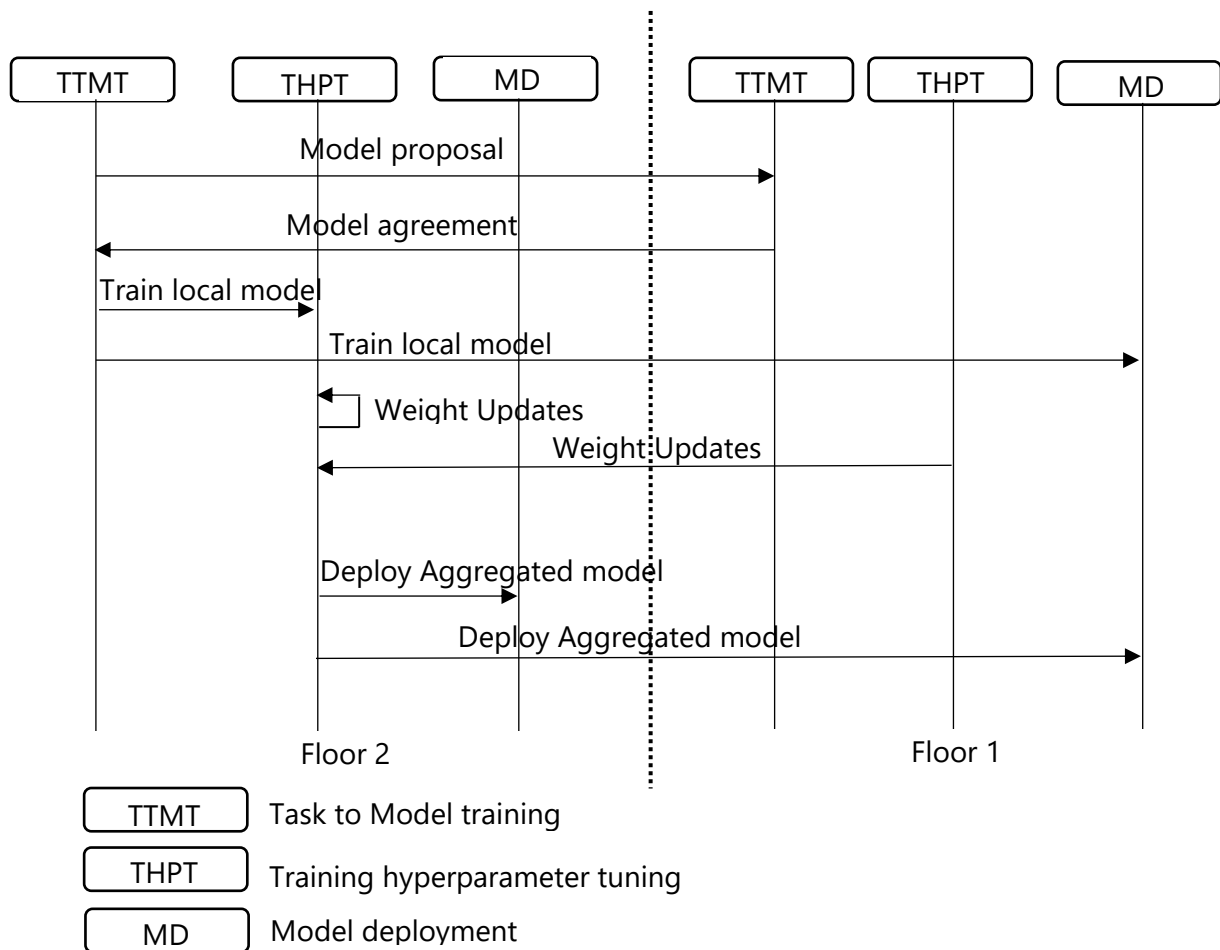 TTMT
THPT
MD
TTMT
THPT
MD
Model proposal
Model agreement
Train local model
Train local model
Weight Updates
Weight Updates
Deploy Aggregated model
Deploy Aggregated model
Floor 2
Floor 1
TTMT Task to Model training
THPT Training hyperparameter tuning
MD Model deployment